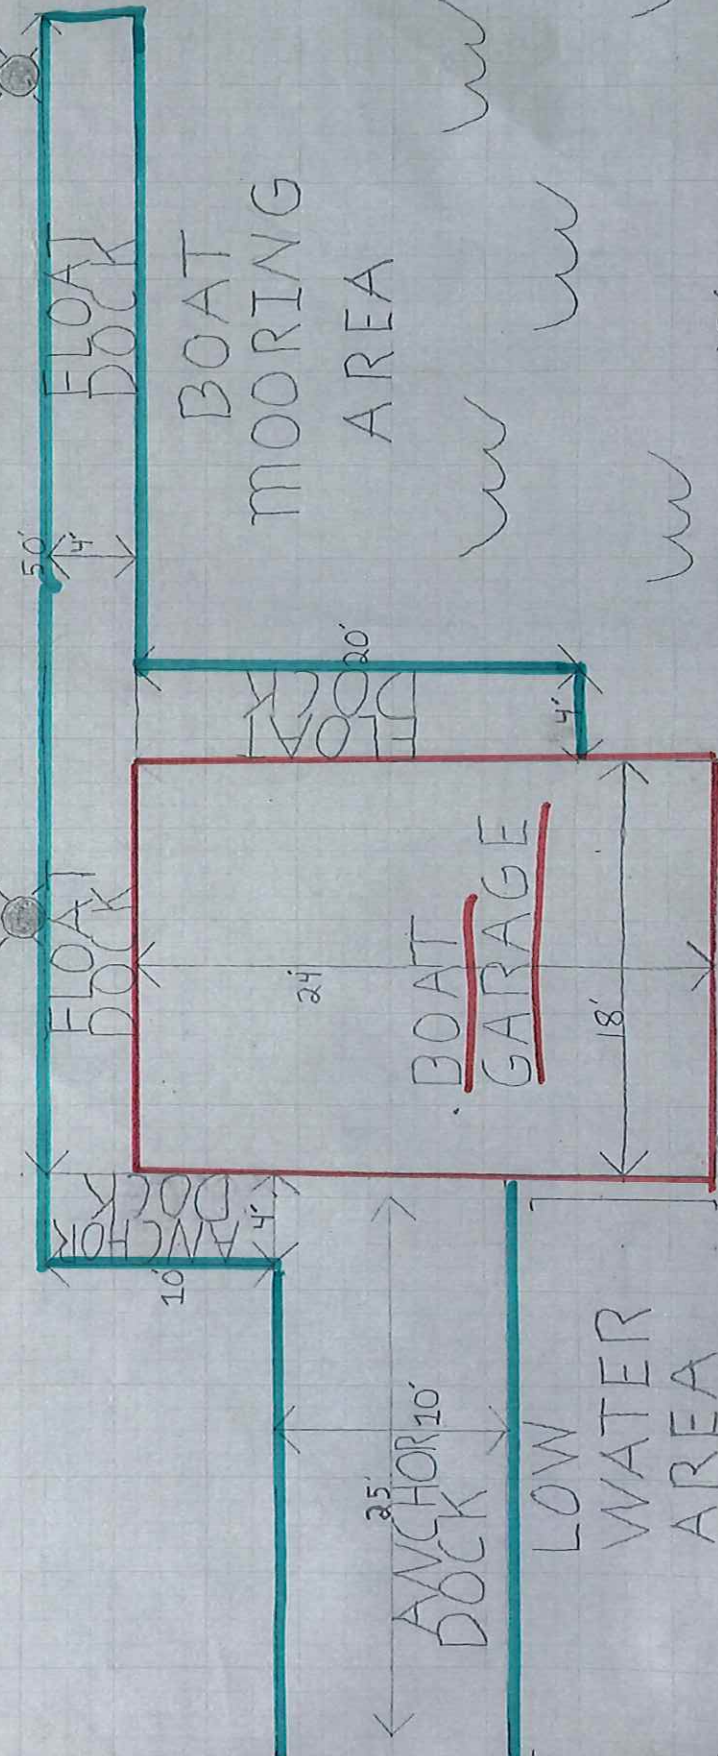 FLOAT
DOCK
BOAT
MOORING
AREA
50'
4'
20'
FLOAT
DOCK
4'
FLOAT
DOCK
24'
BOAT
GARAGE
18'
ANCHOR
DOCK
4'
10'
25'
ANCHOR
DOCK
10'
LOW
WATER
AREA